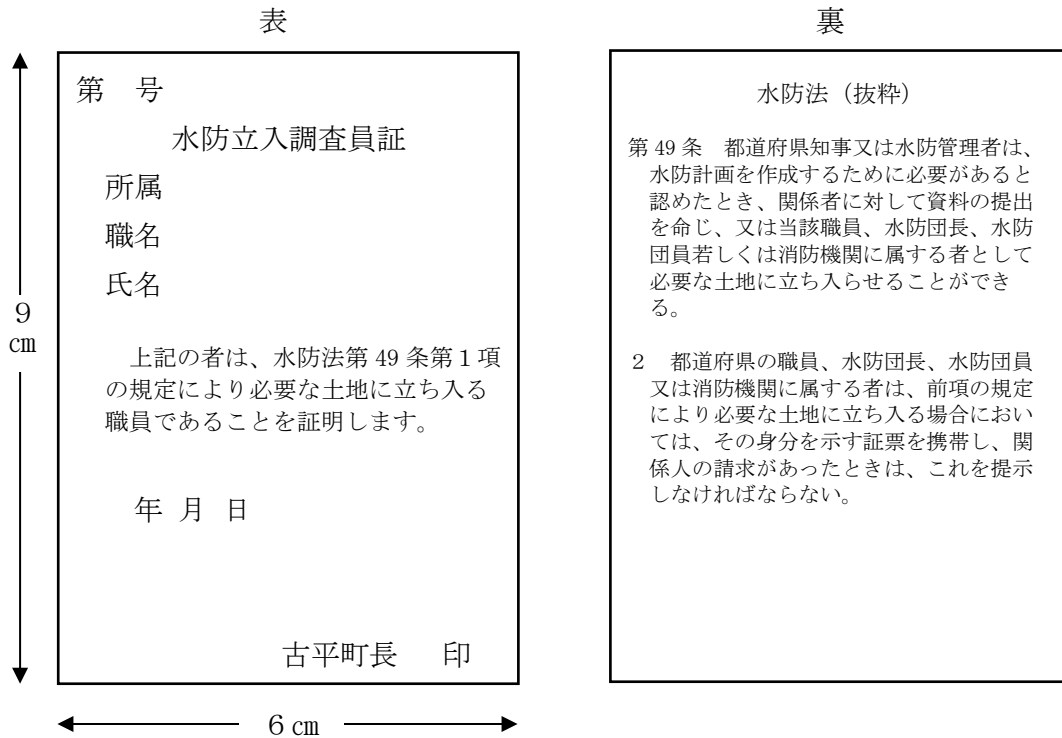 表
第　号
水防立入調査員証
所属
職名
氏名
上記の者は、水防法第 49 条第１項
の規定により必要な土地に立ち入る
職員であることを証明します。
年 月 日
古平町長　印
９
㎝
６㎝
裏
水防法（抜粋）
第 49 条　都道府県知事又は水防管理者は、
水防計画を作成するために必要があると
認めたとき、関係者に対して資料の提出
を命じ、又は当該職員、水防団長、水防
団員若しくは消防機関に属する者として
必要な土地に立ち入らせることができ
る。
２　都道府県の職員、水防団長、水防団員
又は消防機関に属する者は、前項の規定
により必要な土地に立ち入る場合におい
ては、その身分を示す証票を携帯し、関
係人の請求があったときは、これを提示
しなければならない。